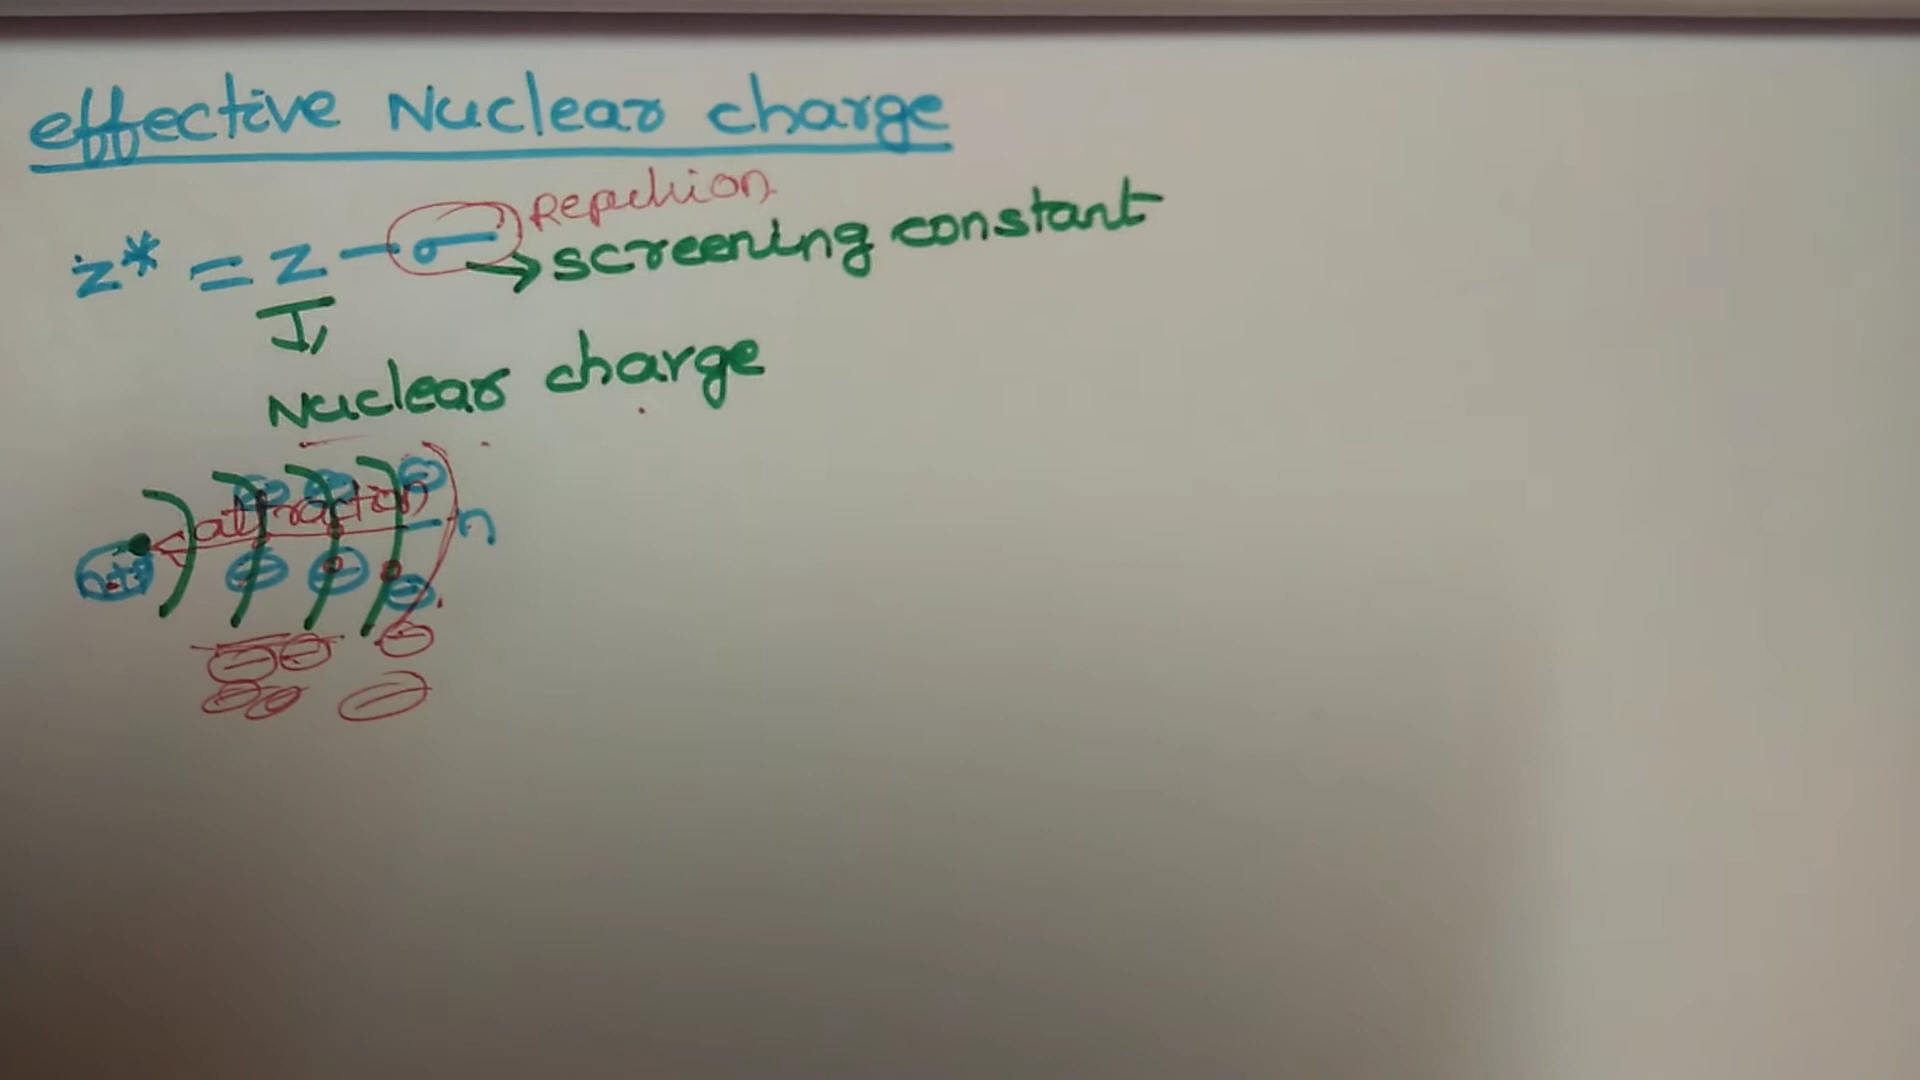 effective Nuclear charge
Repulsion
z* = z - σ → screening constant
Nuclear charge
attraction
n